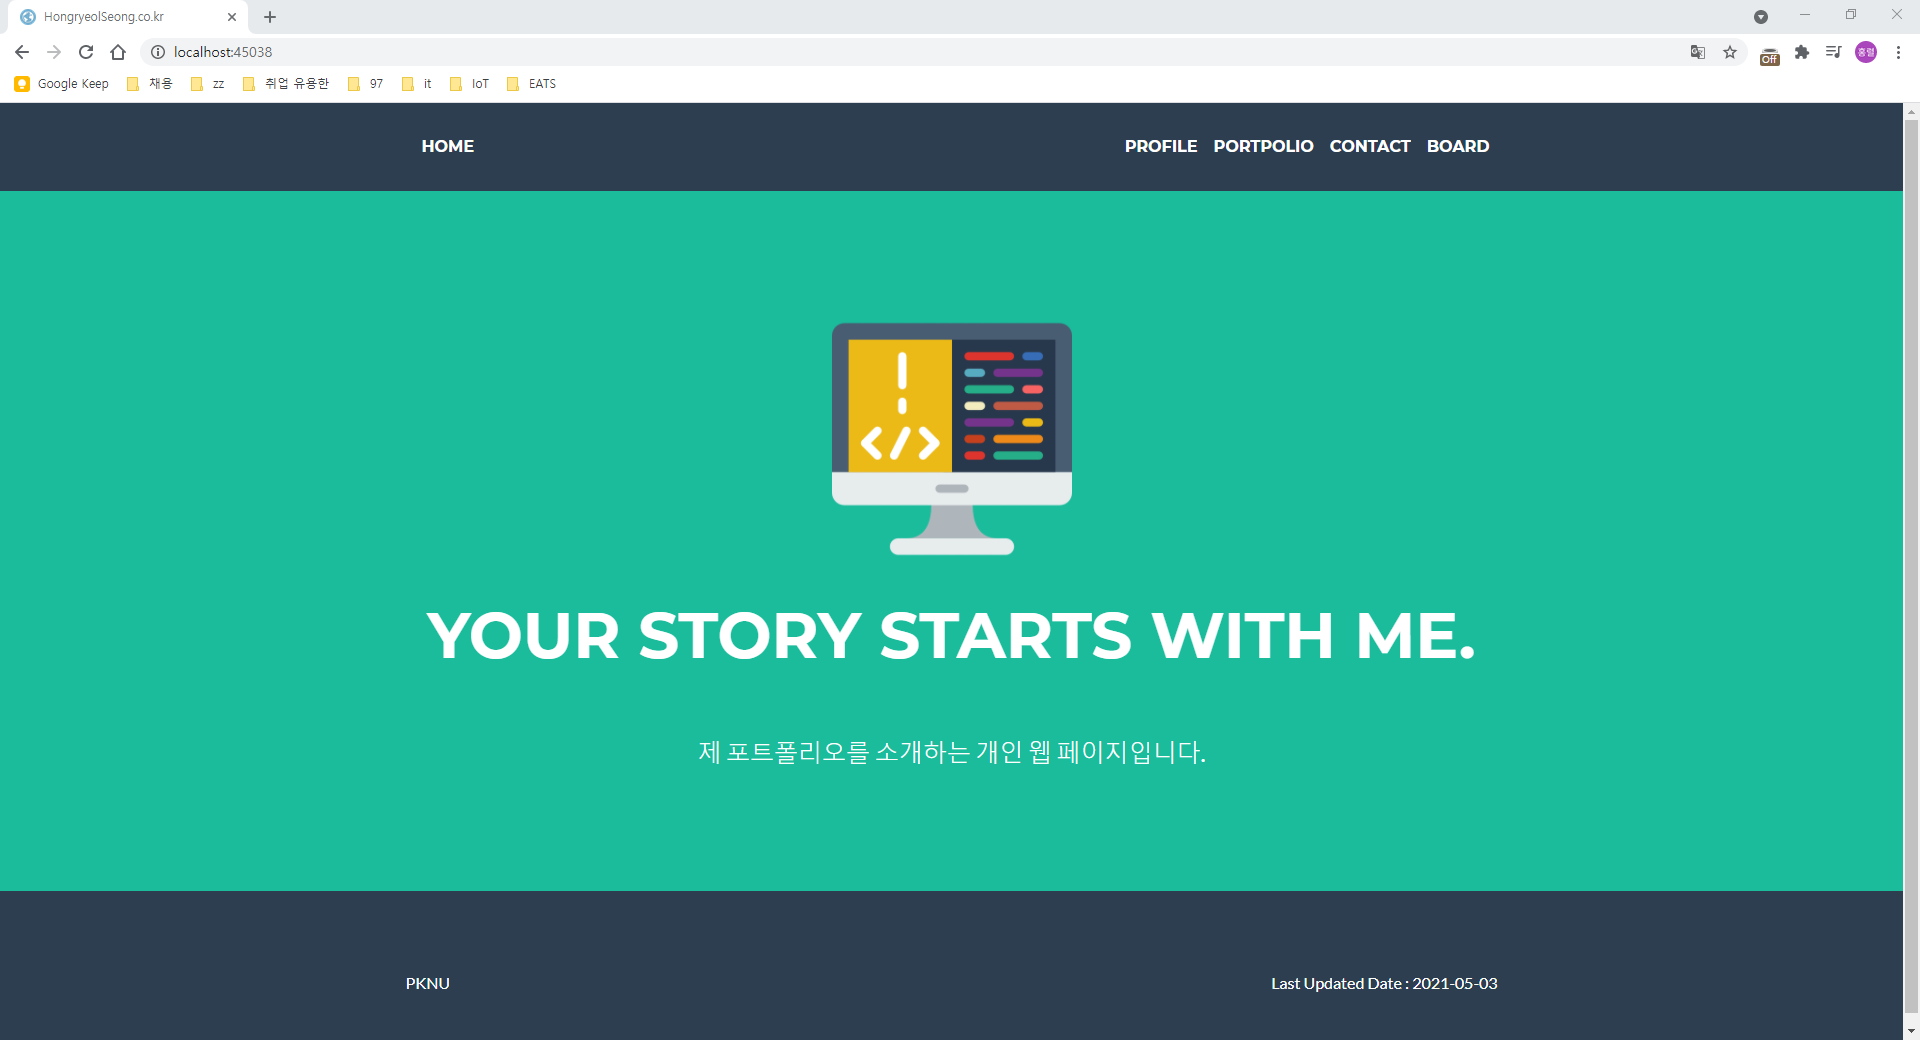 HongryeolSeong.co.kr
localhost:45038
Off
홍렬
Google Keep 채용 zz 취업 유용한 97 it IoT EATS
HOME PROFILE PORTPOLIO CONTACT BOARD
YOUR STORY STARTS WITH ME.
제 포트폴리오를 소개하는 개인 웹 페이지입니다.
PKNU Last Updated Date : 2021-05-03